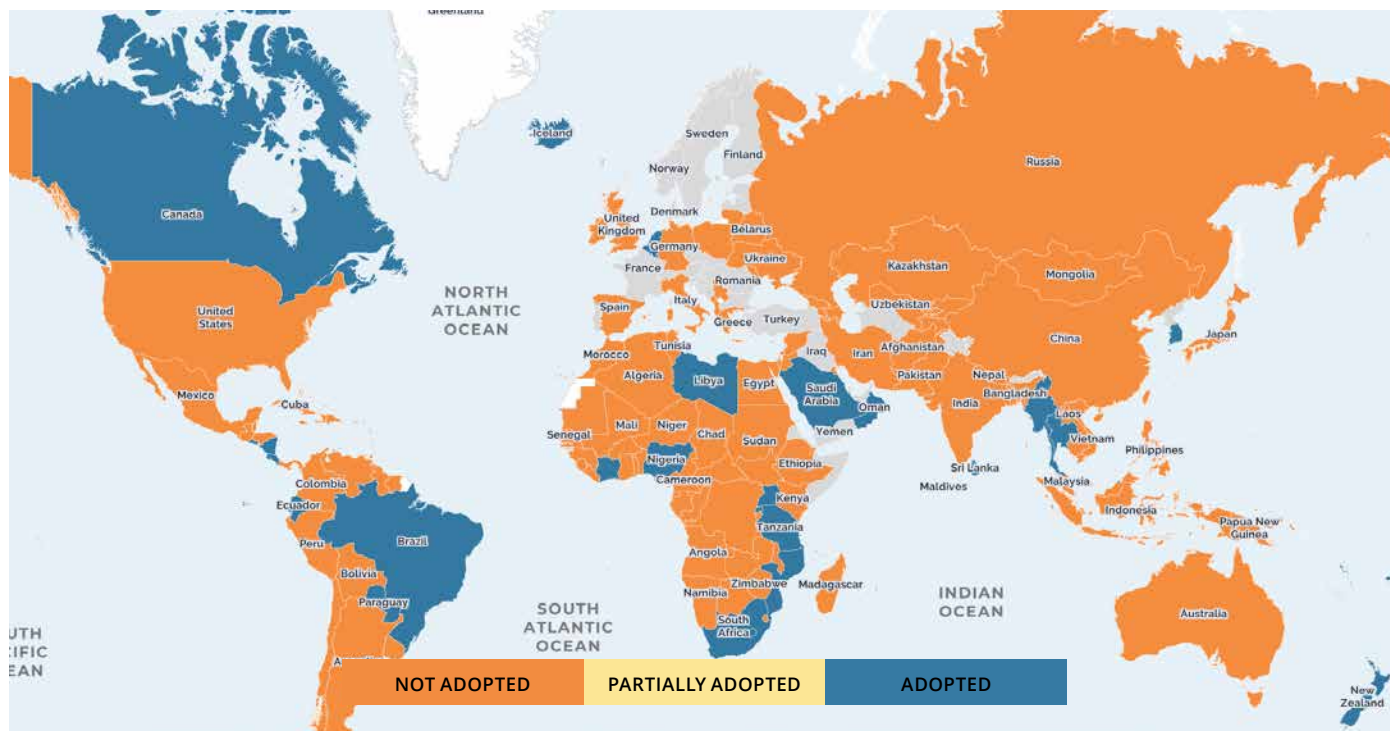 Greenland
Iceland
Sweden
Finland
Norway
Russia
Canada
United
Kingdom
Denmark
Belarus
Germany
Ukraine
France
Kazakhstan
Mongolia
Romania
NORTH
ATLANTIC
OCEAN
United
States
Spain
Italy
Greece
Turkey
Uzbekistan
China
Japan
Morocco
Tunisia
Iraq
Iran
Afghanistan
Algeria
Libya
Egypt
Pakistan
Nepal
Mexico
Cuba
Saudi
Arabia
Oman
India
Bangladesh
Laos
Senegal
Mali
Niger
Chad
Sudan
Yemen
Vietnam
Philippines
Nigeria
Cameroon
Ethiopia
Sri Lanka
Maldives
Malaysia
Colombia
Ecuador
Kenya
Indonesia
Papua New
Guinea
Peru
Brazil
Tanzania
Angola
Bolivia
Zimbabwe
Madagascar
Namibia
Paraguay
SOUTH
ATLANTIC
OCEAN
South
Africa
INDIAN
OCEAN
Australia
UTH
IFIC
EAN
NOT ADOPTED
PARTIALLY ADOPTED
ADOPTED
New
Zealand